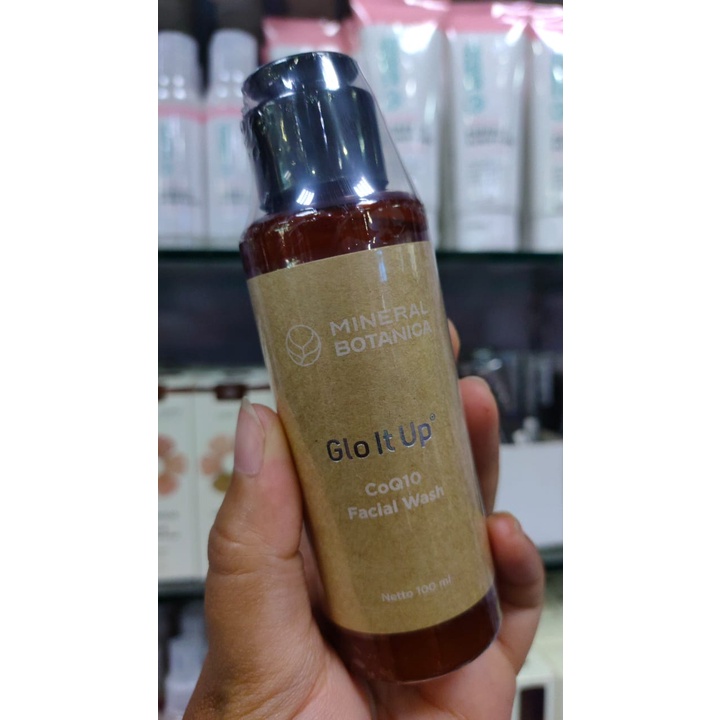 MINERAL
BOTANICA
Glo It Up®
CoQ10
Facial Wash
Netto 100 ml